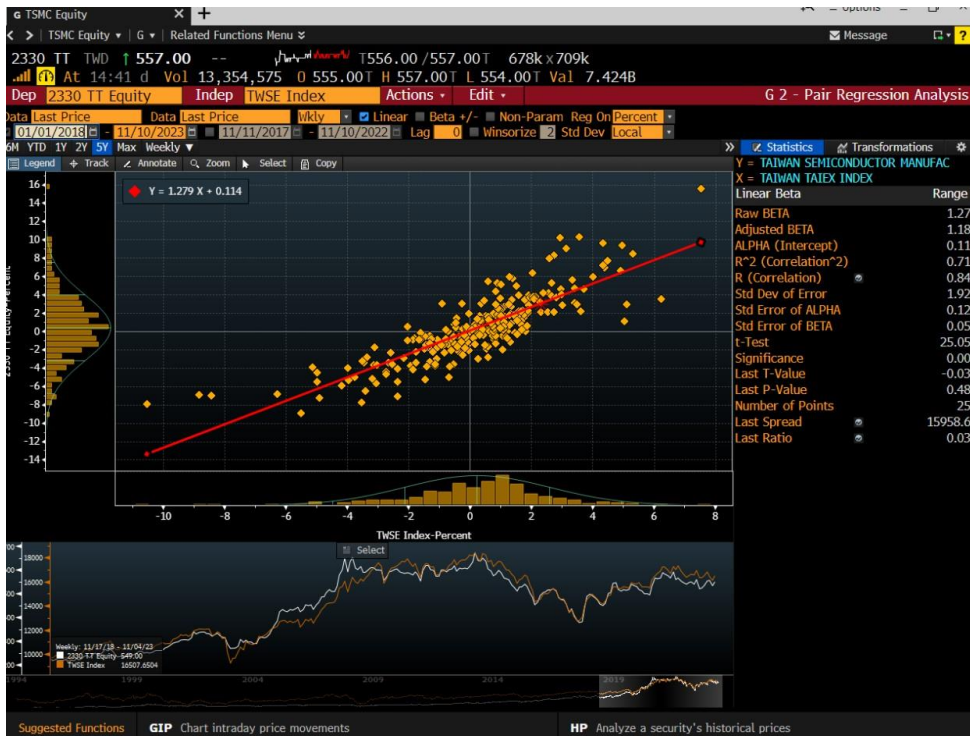 G TSMC Equity × +
< > TSMC Equity ▾ G ▾ Related Functions Menu ¥ Message ?
2330 TT TWD ↑ 557.00 -- T556.00 /557.00T 678k x709k
At 14:41 d Vol 13,354,575 O 555.00T H 557.00T L 554.00T Val 7.424B
Dep 2330 TT Equity Indep TWSE Index Actions Edit G 2 - Pair Regression Analysis
Data Last Price Data Last Price Wkly Linear Beta +/- Non-Param Reg On Percent
01/01/2018 - 11/10/2023 11/11/2017 - 11/10/2022 Lag 0 Winsorize 2 Std Dev Local
6M YTD 1Y 2Y 5Y Max Weekly ▼ » Statistics Transformations
Legend Track Annotate Zoom Select Copy
Y = TAIWAN SEMICONDUCTOR MANUFAC
X = TAIWAN TAIEX INDEX
Linear Beta Range
Raw BETA 1.27
Adjusted BETA 1.18
ALPHA (Intercept) 0.11
R^2 (Correlation^2) 0.71
R (Correlation) 0.84
Std Dev of Error 1.92
Std Error of ALPHA 0.12
Std Error of BETA 0.05
t-Test 25.05
Significance 0.00
Last T-Value -0.03
Last P-Value 0.48
Number of Points 25
Last Spread 15958.6
Last Ratio 0.03
Y = 1.279 X + 0.114
2330 TT Equity-Percent
16
14
12
10
8
6
4
2
0
-2
-4
-6
-8
-10
-12
-14
-10 -8 -6 -4 -2 0 2 4 6 8
TWSE Index-Percent
Select
18000
16000
14000
10000
10000
Weekly: 11/17/18 - 11/04/23
2330 TT Equity 549.00
TWSE Index 16507.6504
1994 1999 2004 2009 2014 2019
Suggested Functions GIP Chart intraday price movements HP Analyze a security's historical prices